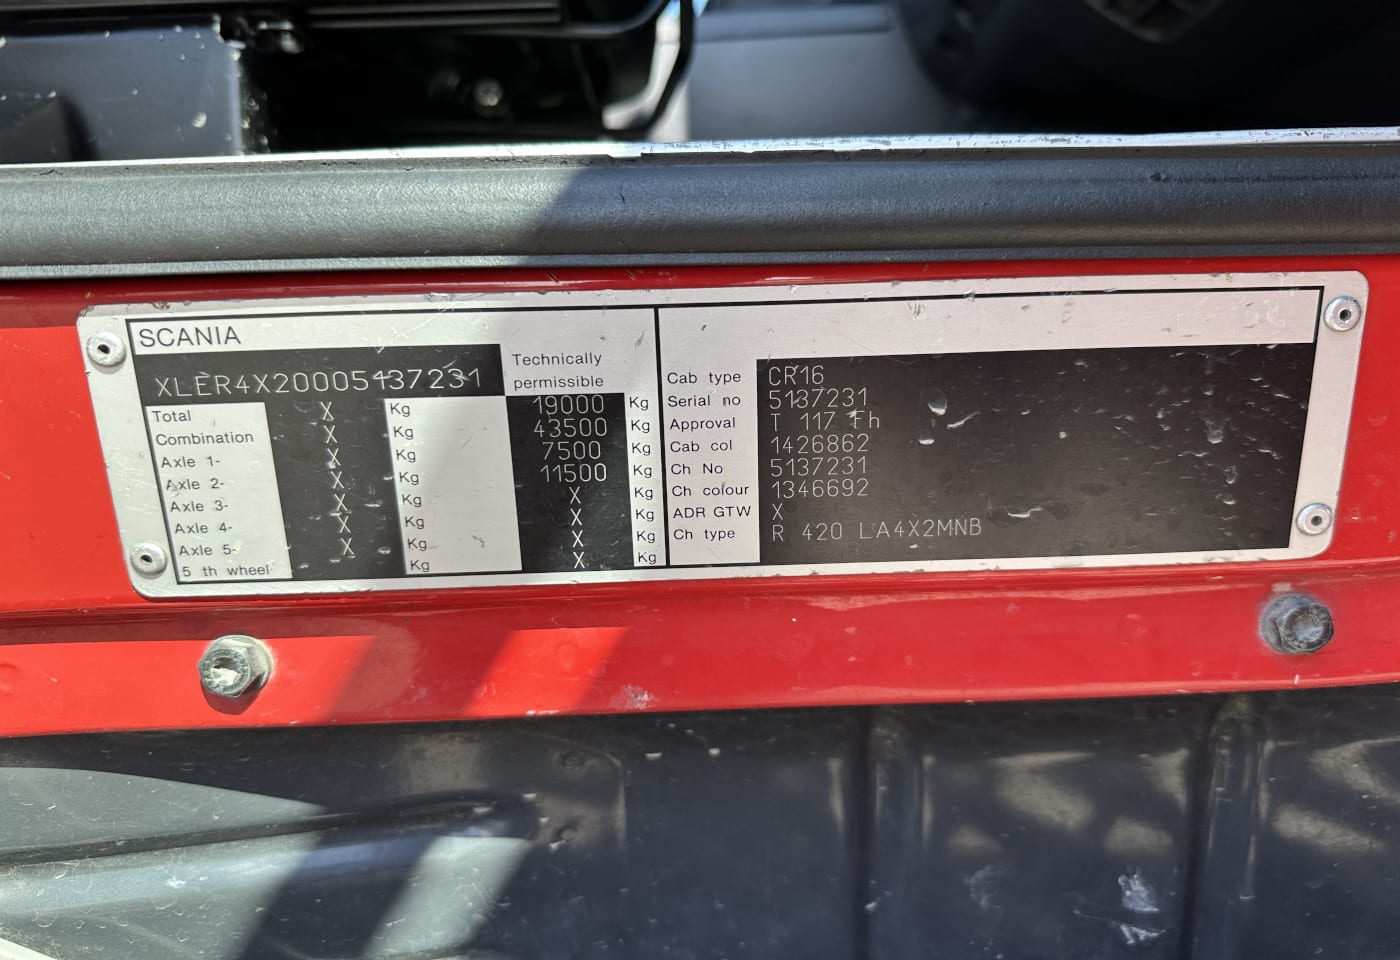 SCANIA
XLER4X20005137231
Technically
permissible
Total X Kg 19000 Kg
Combination X Kg 43500 Kg
Axle 1- X Kg 7500 Kg
Axle 2- X Kg 11500 Kg
Axle 3- X Kg X Kg
Axle 4- X Kg X Kg
Axle 5- X Kg X Kg
5 th wheel Kg X Kg
Cab type CR16
Serial no 5137231
Approval T 117 Fh
Cab col 1426862
Ch No 5137231
Ch colour 1346692
ADR GTW X
Ch type R 420 LA4X2MNB